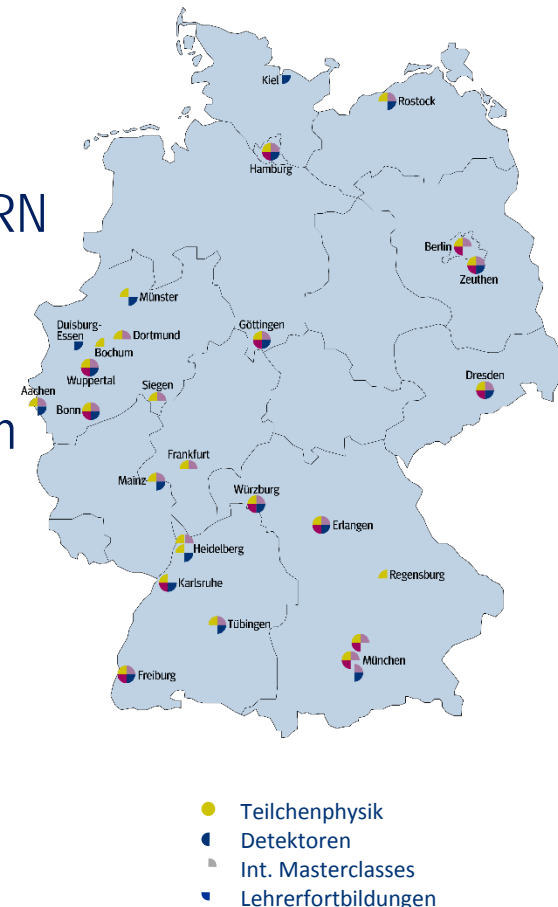 Kiel
Rostock
Hamburg
RN
Berlin
Zeuthen
Münster
Duisburg-
Essen
Dortmund
Bochum
Göttingen
Wuppertal
Dresden
Siegen
Aachen
Bonn
n
Frankfurt
Mainz
Würzburg
Erlangen
Heidelberg
Regensburg
Karlsruhe
Tübingen
München
Freiburg
Teilchenphysik
Detektoren
Int. Masterclasses
Lehrerfortbildungen